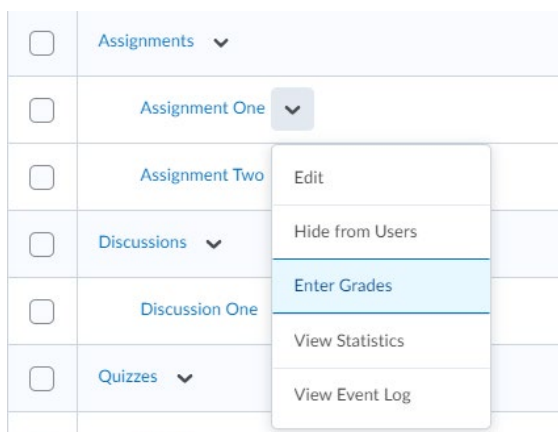 Assignments
Assignment One
Assignment Two
Edit
Hide from Users
Discussions
Enter Grades
Discussion One
View Statistics
Quizzes
View Event Log